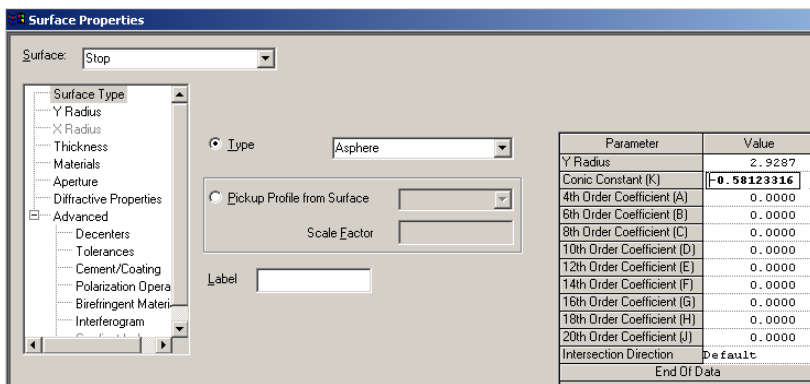 Surface Properties
Surface:
Stop
Surface Type
Y Radius
X Radius
Thickness
Materials
Aperture
Diffractive Properties
Advanced
Decenters
Tolerances
Cement/Coating
Polarization Opera
Birefringent Materi
Interferogram
Type
Asphere
Pickup Profile from Surface
Scale Factor
Label
Parameter Value
Y Radius 2.9287
Conic Constant (K) -0.58123316
4th Order Coefficient (A) 0.0000
6th Order Coefficient (B) 0.0000
8th Order Coefficient (C) 0.0000
10th Order Coefficient (D) 0.0000
12th Order Coefficient (E) 0.0000
14th Order Coefficient (F) 0.0000
16th Order Coefficient (G) 0.0000
18th Order Coefficient (H) 0.0000
20th Order Coefficient (J) 0.0000
Intersection Direction Default
End Of Data